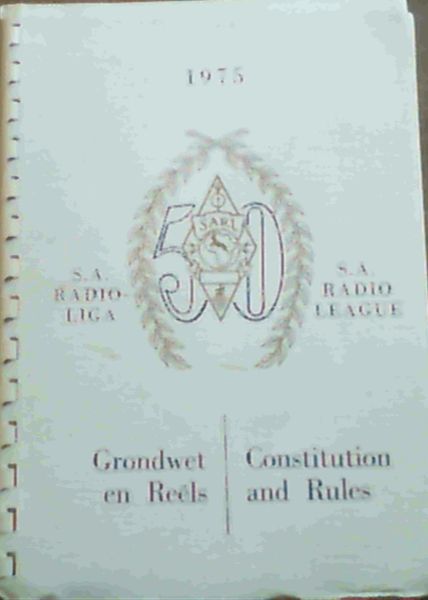 1975
50
SARL
S.A.
RADIO-
LIGA
S.A.
RADIO
LEAGUE
Grondwet
en Reëls
Constitution
and Rules